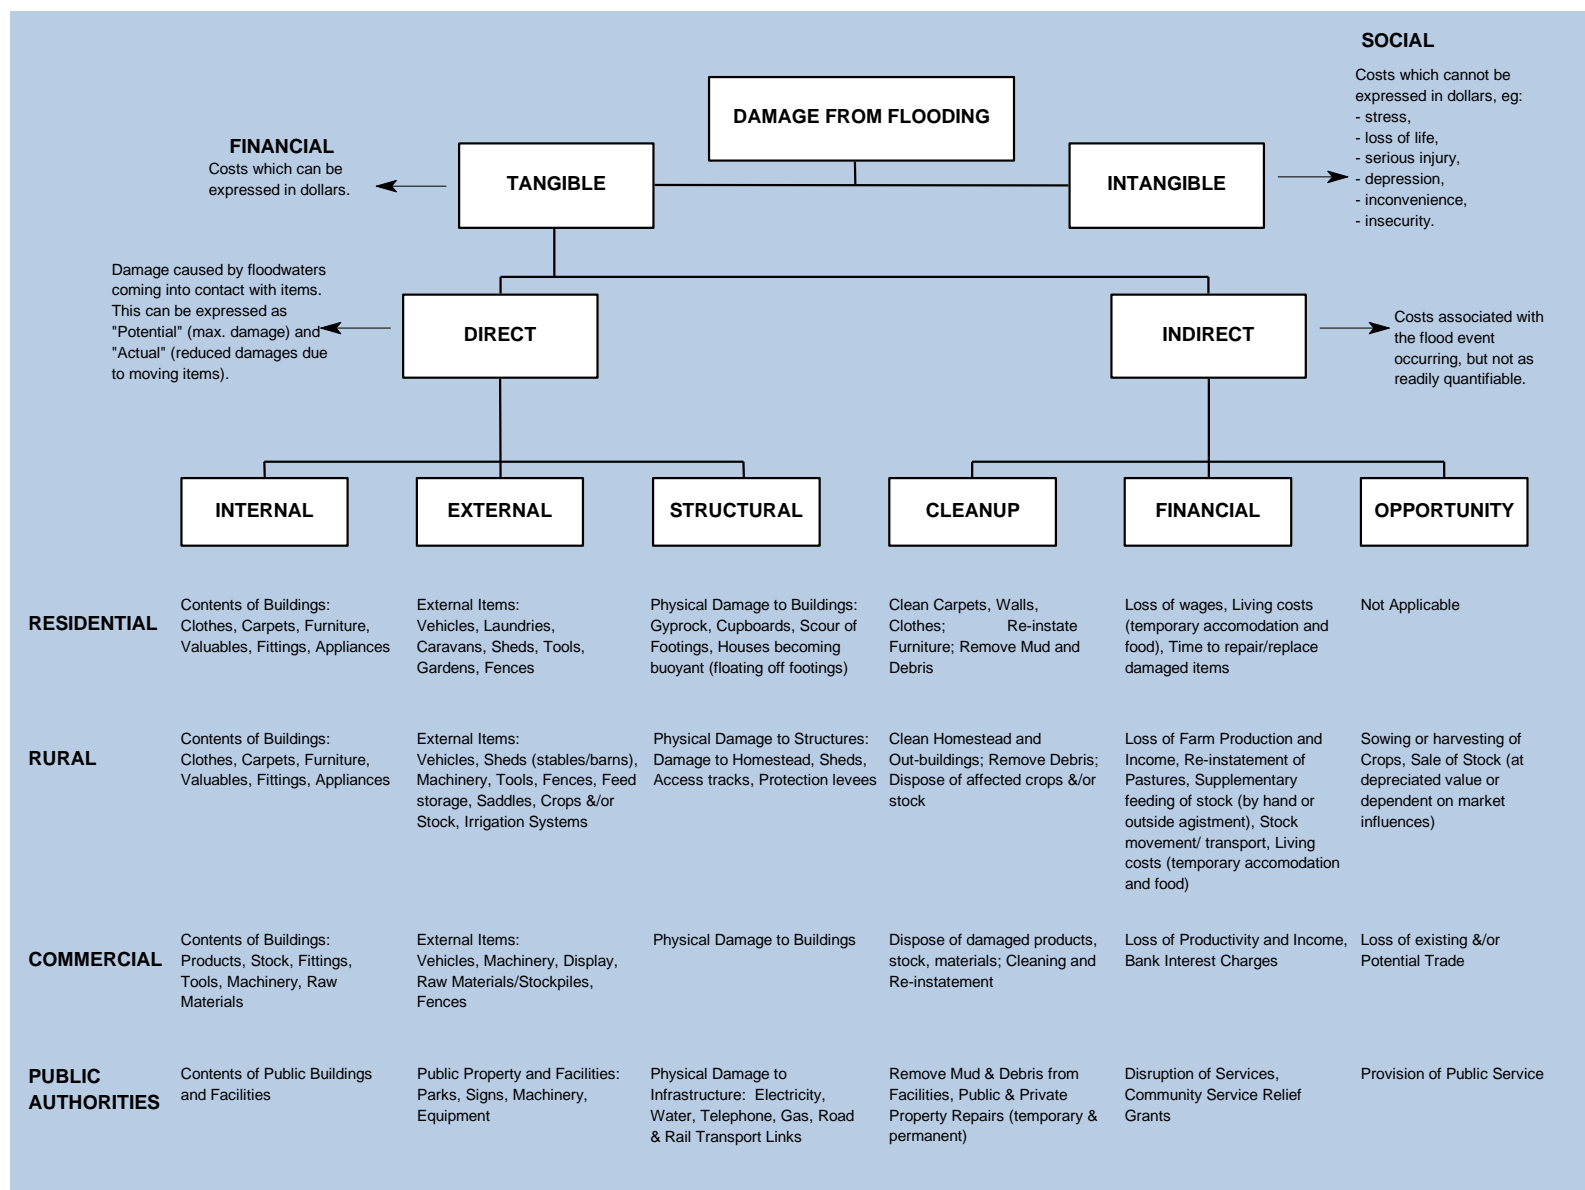 SOCIAL
Costs which cannot be
expressed in dollars, eg:
- stress,
- loss of life,
- serious injury,
- depression,
- inconvenience,
- insecurity.
DAMAGE FROM FLOODING
FINANCIAL
Costs which can be
expressed in dollars.
TANGIBLE
INTANGIBLE
Damage caused by floodwaters
coming into contact with items.
This can be expressed as
"Potential" (max. damage) and
"Actual" (reduced damages due
to moving items).
DIRECT
INDIRECT
Costs associated with
the flood event
occurring, but not as
readily quantifiable.
INTERNAL
EXTERNAL
STRUCTURAL
CLEANUP
FINANCIAL
OPPORTUNITY
RESIDENTIAL
Contents of Buildings:
Clothes, Carpets, Furniture,
Valuables, Fittings, Appliances
External Items:
Vehicles, Laundries,
Caravans, Sheds, Tools,
Gardens, Fences
Physical Damage to Buildings:
Gyprock, Cupboards, Scour of
Footings, Houses becoming
buoyant (floating off footings)
Clean Carpets, Walls,
Clothes; Re-instate
Furniture; Remove Mud and
Debris
Loss of wages, Living costs
(temporary accomodation and
food), Time to repair/replace
damaged items
Not Applicable
RURAL
Contents of Buildings:
Clothes, Carpets, Furniture,
Valuables, Fittings, Appliances
External Items:
Vehicles, Sheds (stables/barns),
Machinery, Tools, Fences, Feed
storage, Saddles, Crops &/or
Stock, Irrigation Systems
Physical Damage to Structures:
Damage to Homestead, Sheds,
Access tracks, Protection levees
Clean Homestead and
Out-buildings; Remove Debris;
Dispose of affected crops &/or
stock
Loss of Farm Production and
Income, Re-instatement of
Pastures, Supplementary
feeding of stock (by hand or
outside agistment), Stock
movement/ transport, Living
costs (temporary accomodation
and food)
Sowing or harvesting of
Crops, Sale of Stock (at
depreciated value or
dependent on market
influences)
COMMERCIAL
Contents of Buildings:
Products, Stock, Fittings,
Tools, Machinery, Raw
Materials
External Items:
Vehicles, Machinery, Display,
Raw Materials/Stockpiles,
Fences
Physical Damage to Buildings
Dispose of damaged products,
stock, materials; Cleaning and
Re-instatement
Loss of Productivity and Income,
Bank Interest Charges
Loss of existing &/or
Potential Trade
PUBLIC
AUTHORITIES
Contents of Public Buildings
and Facilities
Public Property and Facilities:
Parks, Signs, Machinery,
Equipment
Physical Damage to
Infrastructure: Electricity,
Water, Telephone, Gas, Road
& Rail Transport Links
Remove Mud & Debris from
Facilities, Public & Private
Property Repairs (temporary &
permanent)
Disruption of Services,
Community Service Relief
Grants
Provision of Public Service